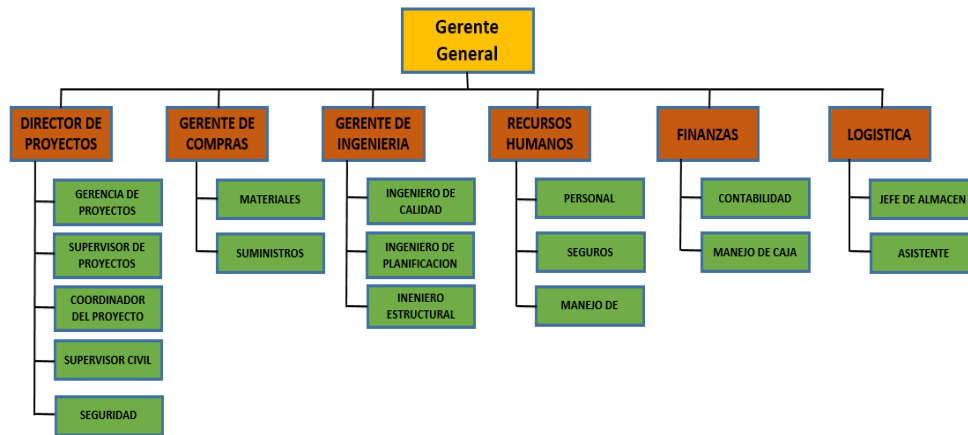 Gerente
General
DIRECTOR DE
PROYECTOS
GERENTE DE
COMPRAS
GERENTE DE
INGENIERIA
RECURSOS
HUMANOS
FINANZAS
LOGISTICA
GERENCIA DE
PROYECTOS
SUPERVISOR DE
PROYECTOS
COORDINADOR
DEL PROYECTO
SUPERVISOR CIVIL
SEGURIDAD
MATERIALES
SUMINISTROS
INGENIERO DE
CALIDAD
INGENIERO DE
PLANIFICACION
INENIERO
ESTRUCTURAL
PERSONAL
SEGUROS
MANEJO DE
CONTABILIDAD
MANEJO DE CAJA
JEFE DE ALMACEN
ASISTENTE